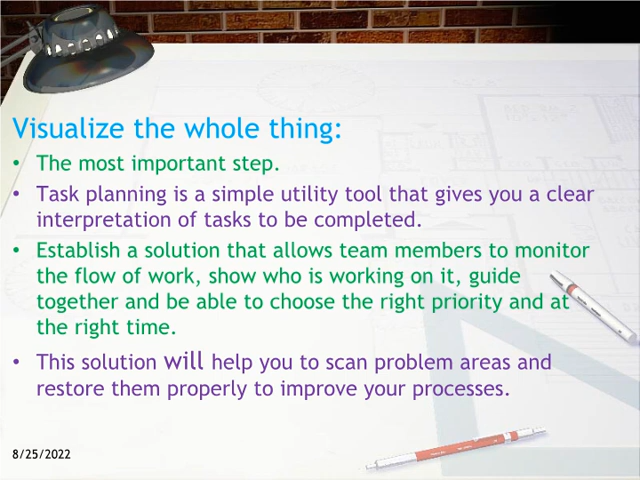 Visualize the whole thing:
• The most important step.
• Task planning is a simple utility tool that gives you a clear
interpretation of tasks to be completed.
• Establish a solution that allows team members to monitor
the flow of work, show who is working on it, guide
together and be able to choose the right priority and at
the right time.
• This solution will help you to scan problem areas and
restore them properly to improve your processes.
8/25/2022